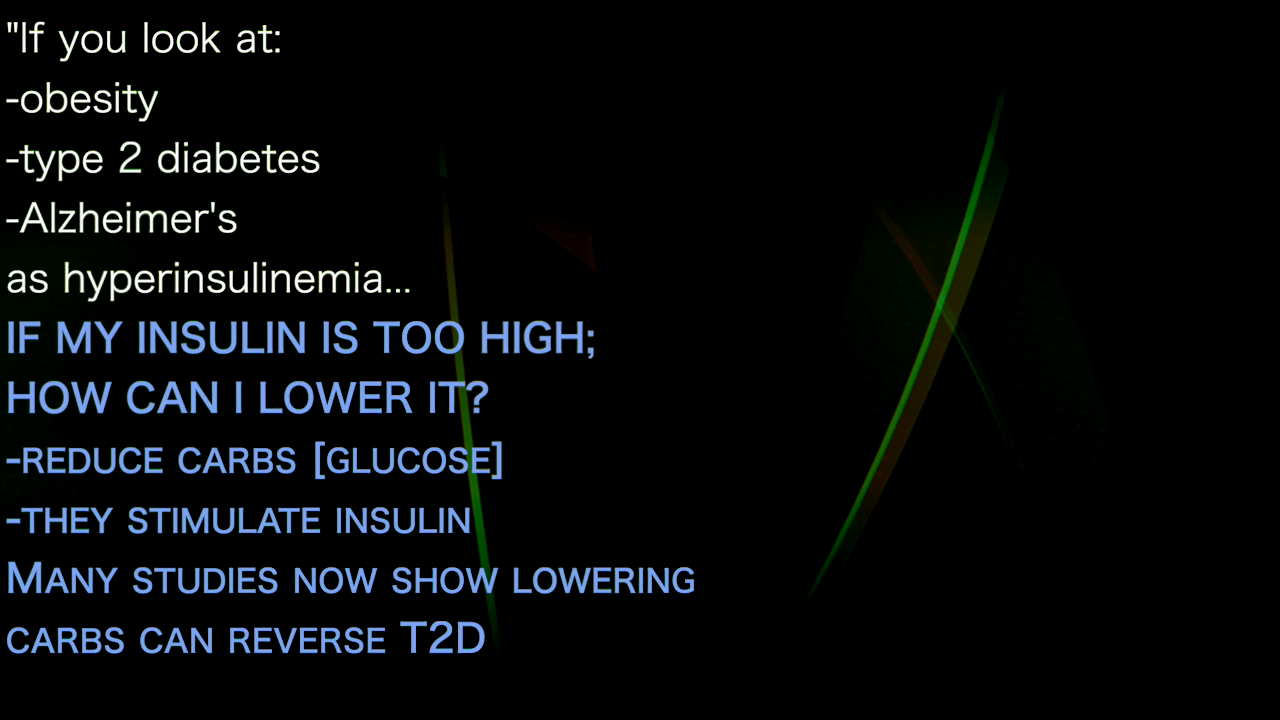 "If you look at:
-obesity
-type 2 diabetes
-Alzheimer's
as hyperinsulinemia...
IF MY INSULIN IS TOO HIGH;
HOW CAN I LOWER IT?
-REDUCE CARBS [GLUCOSE]
-THEY STIMULATE INSULIN
MANY STUDIES NOW SHOW LOWERING
CARBS CAN REVERSE T2D